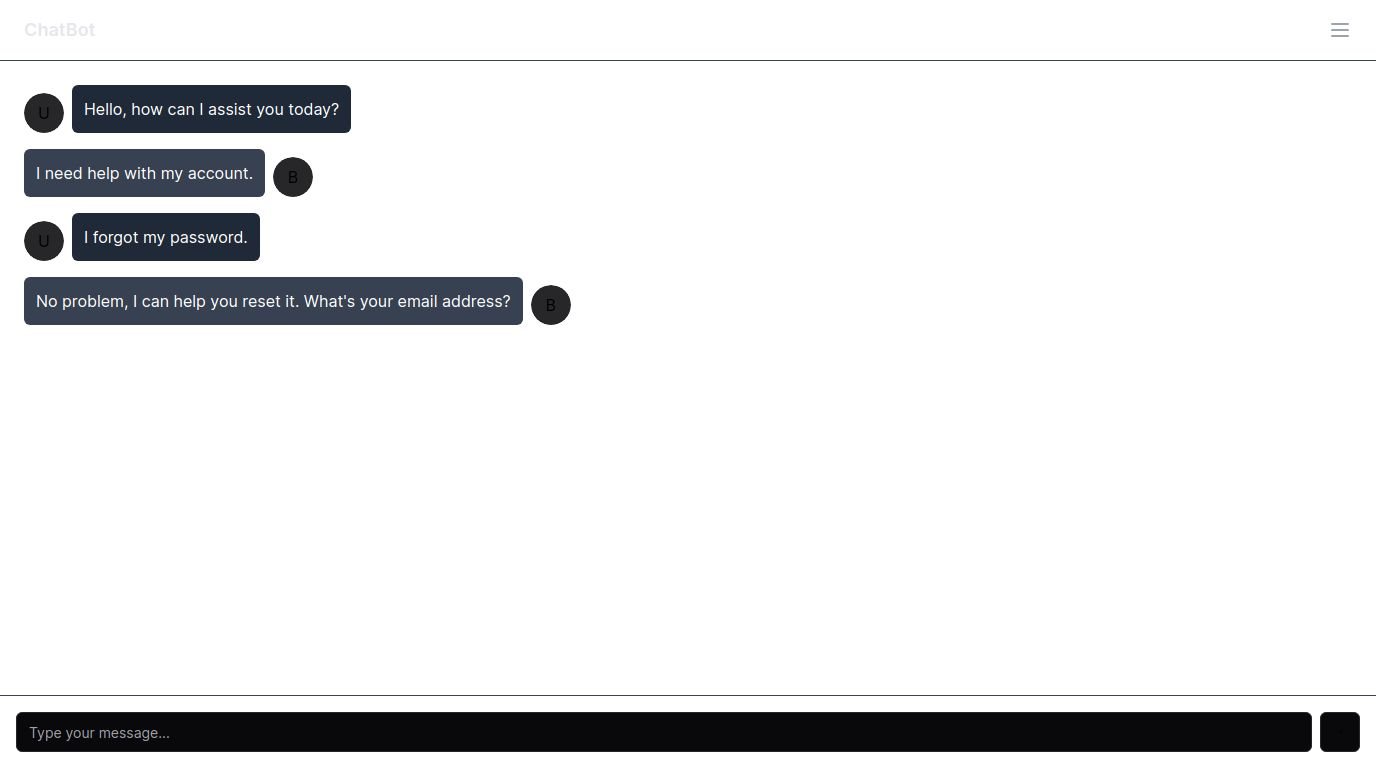 ChatBot
U
Hello, how can I assist you today?
I need help with my account.
B
U
I forgot my password.
No problem, I can help you reset it. What's your email address?
B
Type your message...